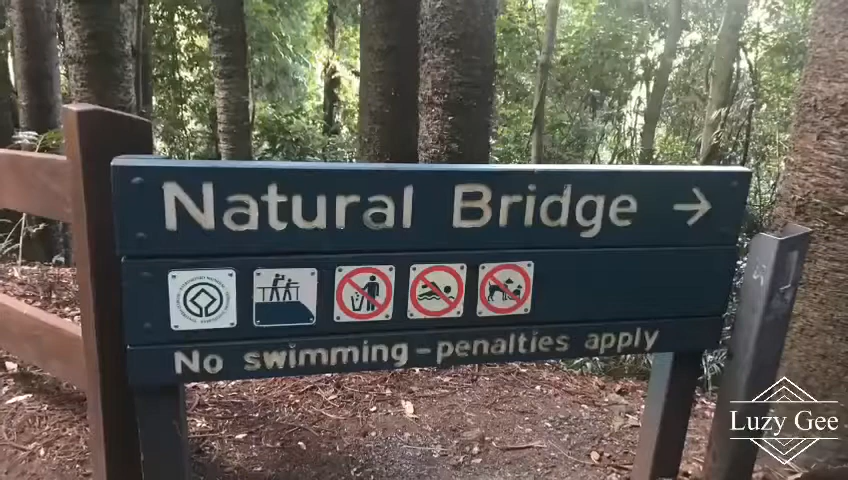 Natural Bridge →
No swimming - penalties apply
Luzy Gee